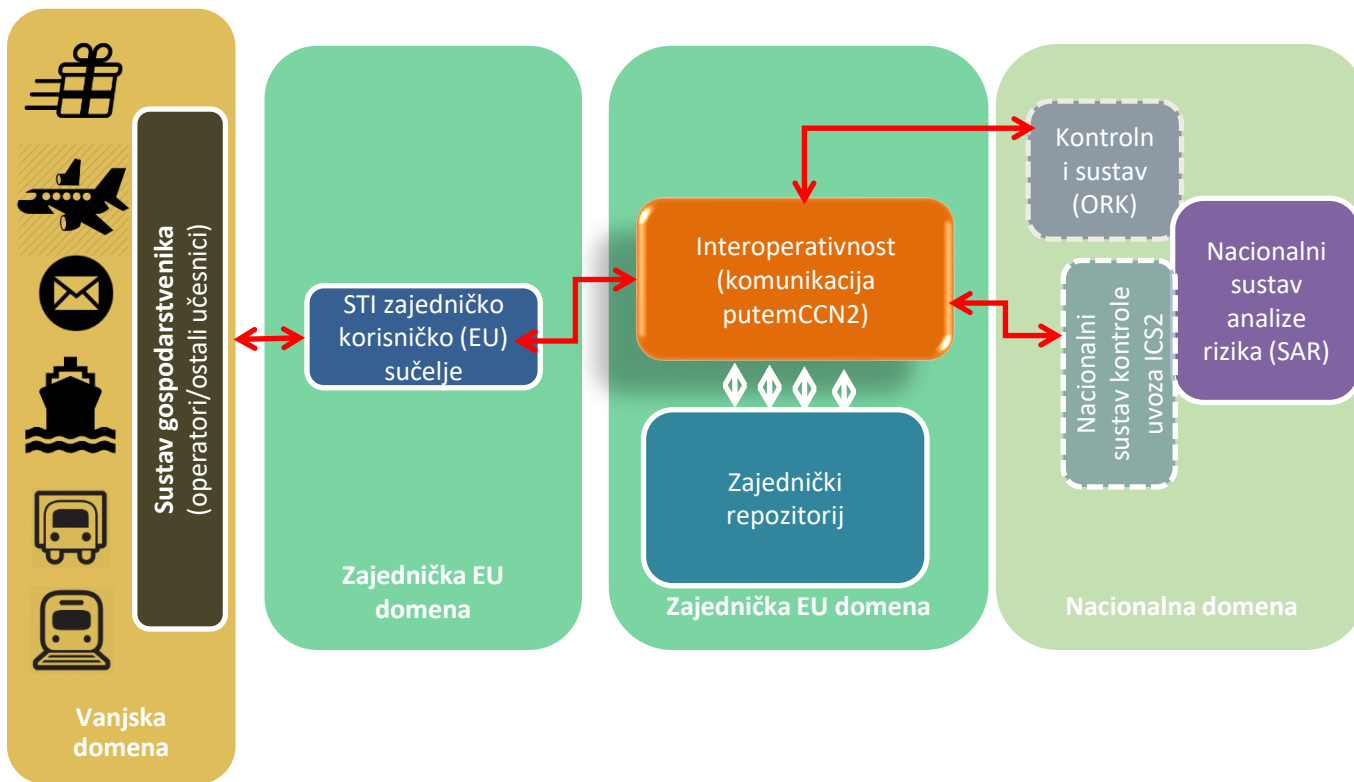 Sustav gospodarstvenika
(operatori/ostali učesnici)
Vanjska
domena
STI zajedničko
korisničko (EU)
sučelje
Zajednička EU
domena
Interoperativnost
(komunikacija
putemCCN2)
Zajednički
repozitorij
Zajednička EU domena
Kontroln
i sustav
(ORK)
Nacionalni
sustav kontrole
uvoza ICS2
Nacionalni
sustav
analize
rizika (SAR)
Nacionalna domena